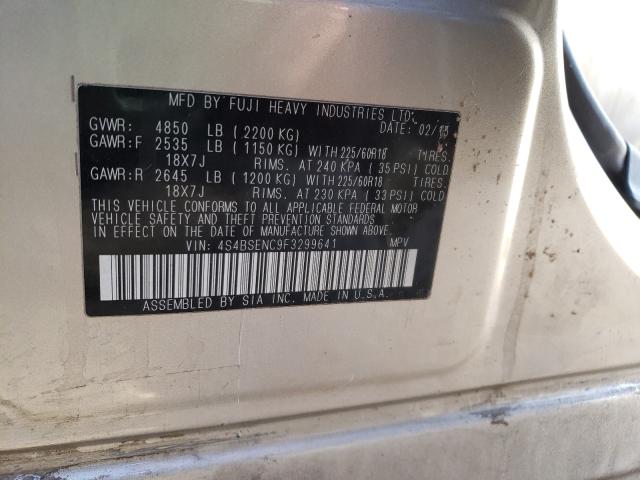 MFD BY FUJI HEAVY INDUSTRIES LTD.
DATE: 02/15
GVWR: 4850 LB ( 2200 KG)
GAWR:F 2535 LB ( 1150 KG) WITH 225/60R18 TIRES.
18X7J RIMS. AT 240 KPA ( 35 PSI) COLD
GAWR:R 2645 LB ( 1200 KG) WITH 225/60R18 TIRES.
18X7J RIMS. AT 230 KPA ( 33 PSI) COLD
THIS VEHICLE CONFORMS TO ALL APPLICABLE FEDERAL MOTOR
VEHICLE SAFETY AND THEFT PREVENTION STANDARDS
IN EFFECT ON THE DATE OF MANUFACTURE SHOWN ABOVE.
VIN: 4S4BSENC9F3299641 MPV
ASSEMBLED BY SIA INC. MADE IN U.S.A.